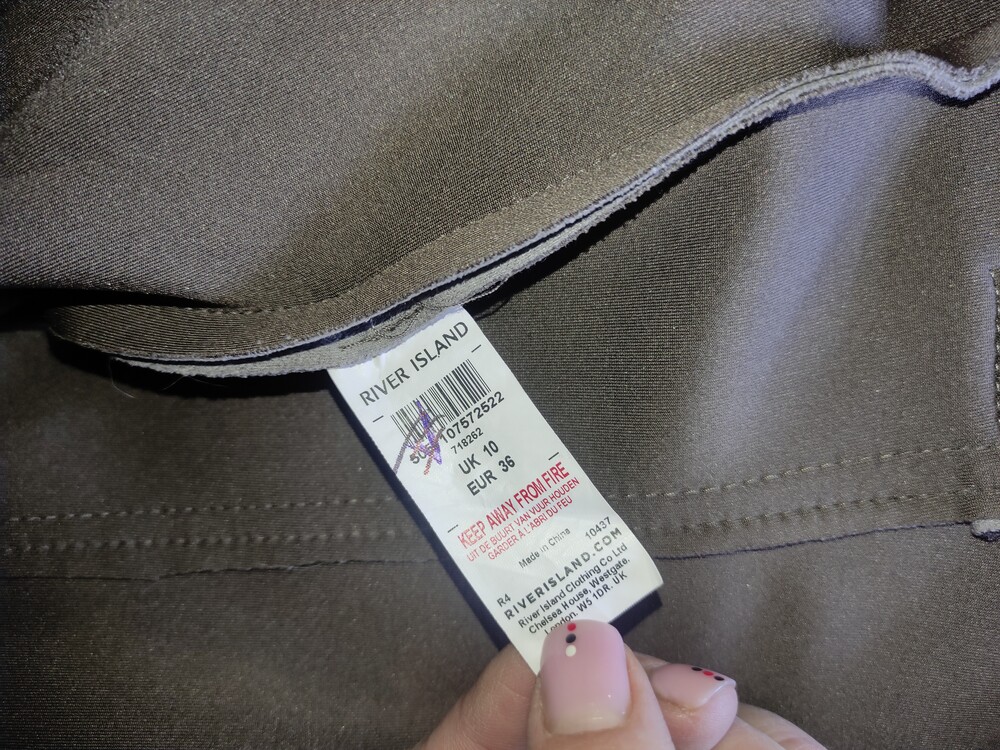 RIVER ISLAND
107572522
718262
UK 10
EUR 36
KEEP AWAY FROM FIRE
UIT DE BUURT VAN VUUR HOUDEN
GARDER À L'ABRI DU FEU
Made in China 10437
R4
RIVERISLAND.COM
River Island Clothing Co Ltd
Chelsea House, Westgate,
London. W5 1DR. UK